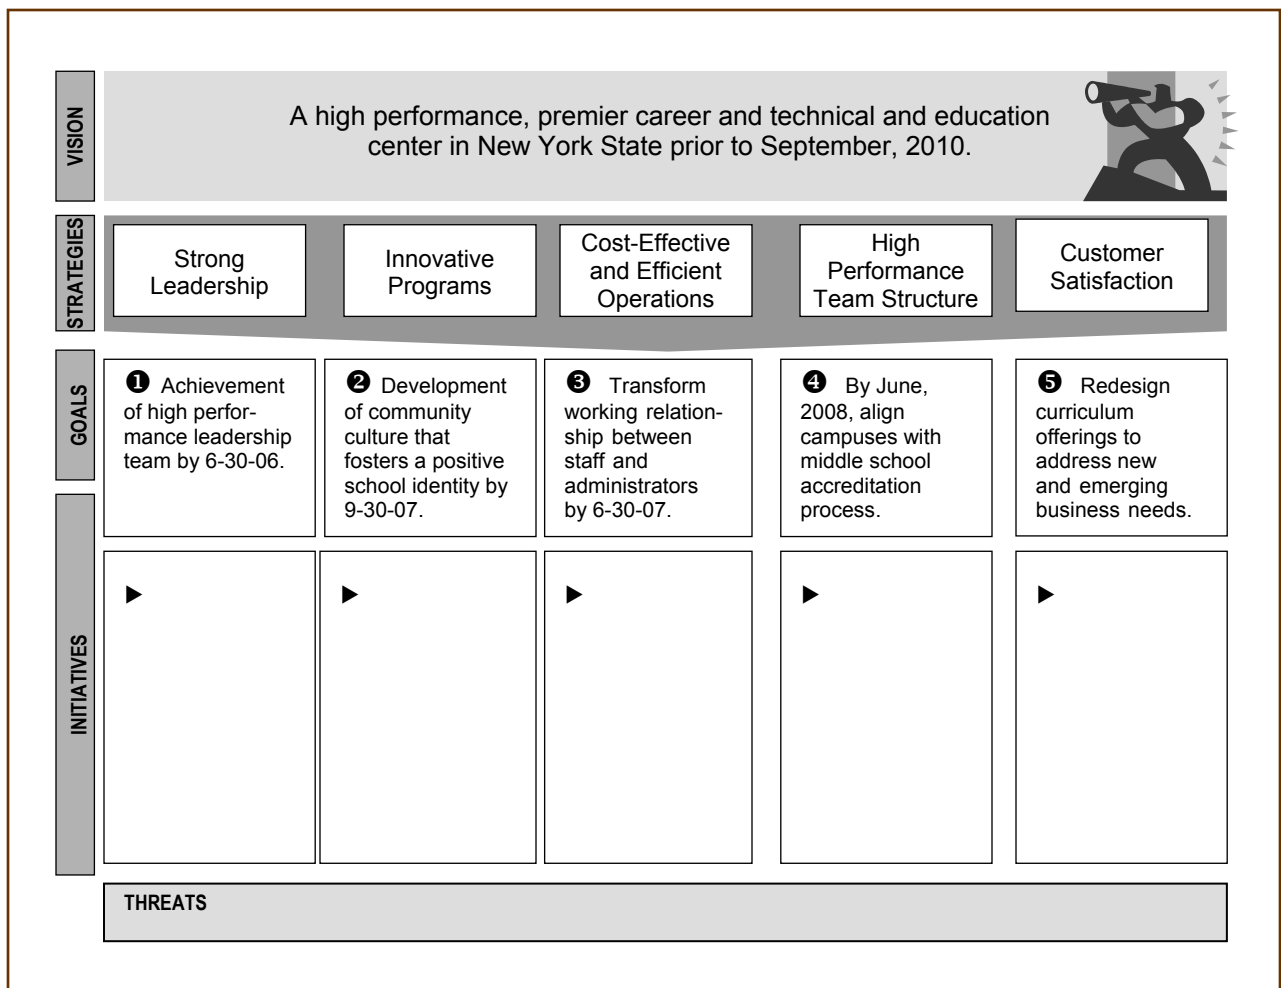 VISION
A high performance, premier career and technical and education
center in New York State prior to September, 2010.
STRATEGIES
Strong
Leadership
Innovative
Programs
Cost-Effective
and Efficient
Operations
High
Performance
Team Structure
Customer
Satisfaction
GOALS
❶ Achievement
of high perfor-
mance leadership
team by 6-30-06.
❷ Development
of community
culture that
fosters a positive
school identity by
9-30-07.
❸ Transform
working relation-
ship between
staff and
administrators
by 6-30-07.
❹ By June,
2008, align
campuses with
middle school
accreditation
process.
❺ Redesign
curriculum
offerings to
address new
and emerging
business needs.
INITIATIVES
THREATS